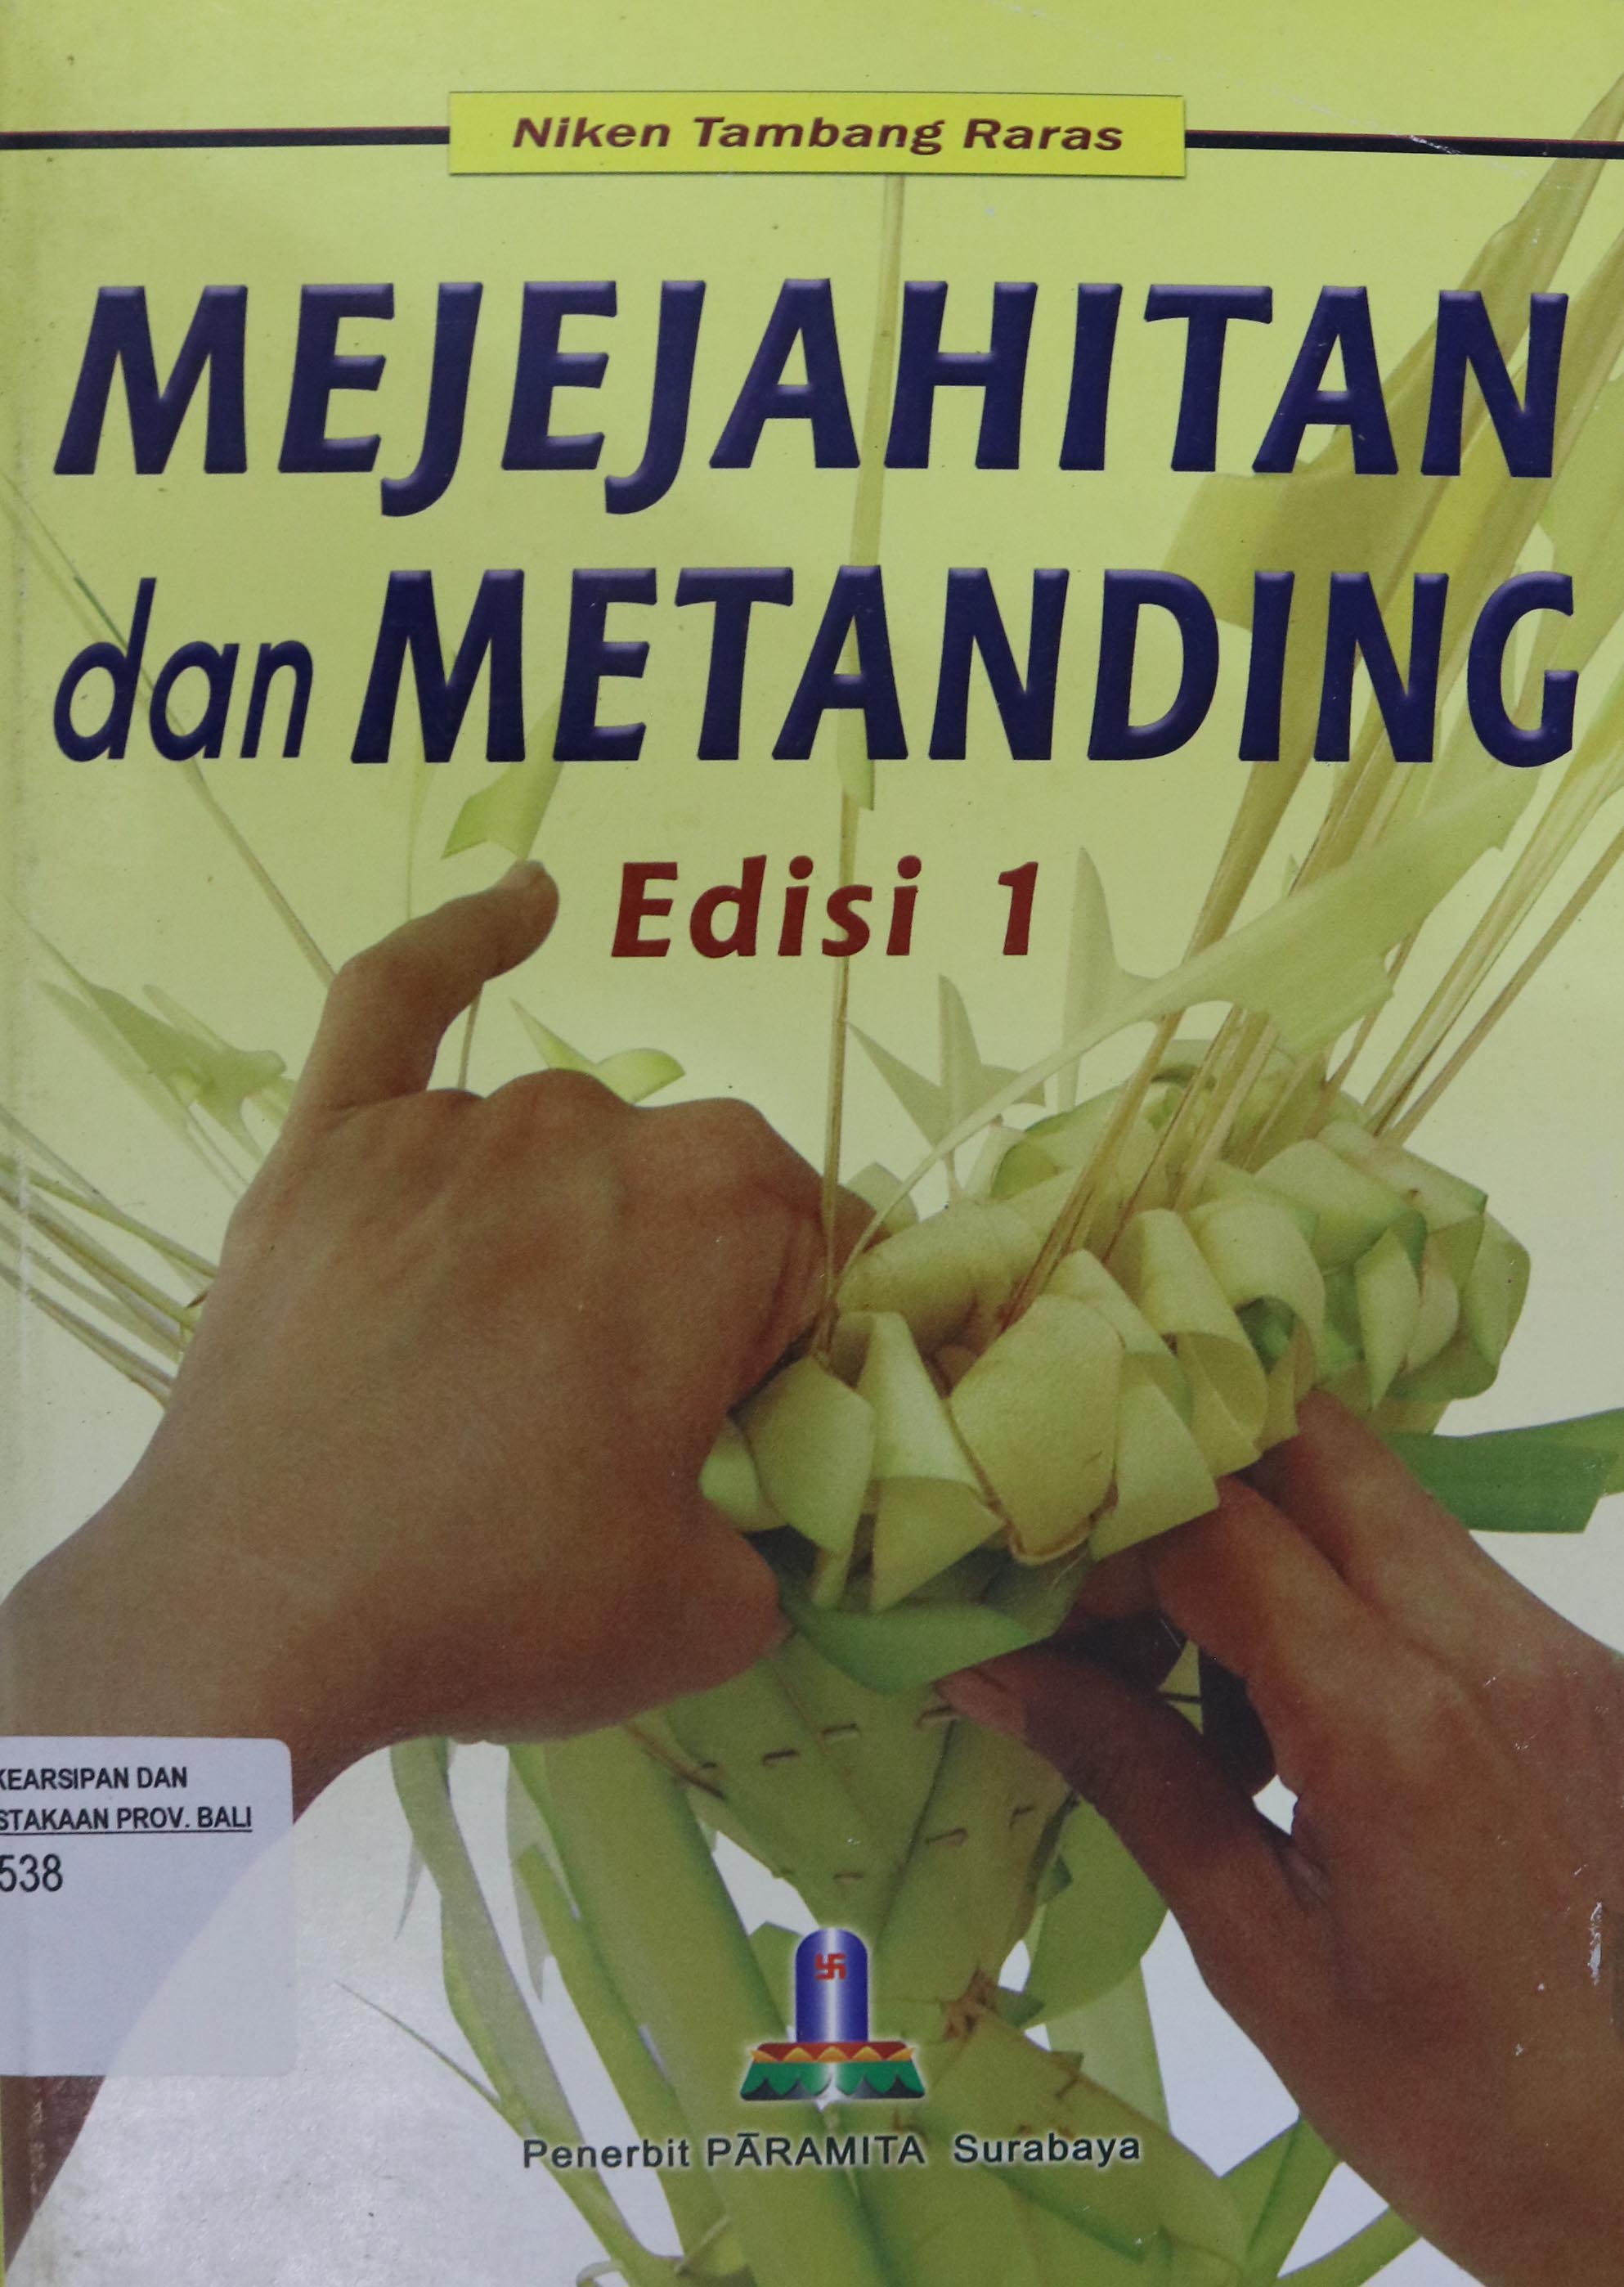 Niken Tambang Raras
MEJEJAHITAN
dan METANDING
Edisi 1
KEARSIPAN DAN
STAKAAN PROV. BALI
538
Penerbit PĀRAMITA Surabaya